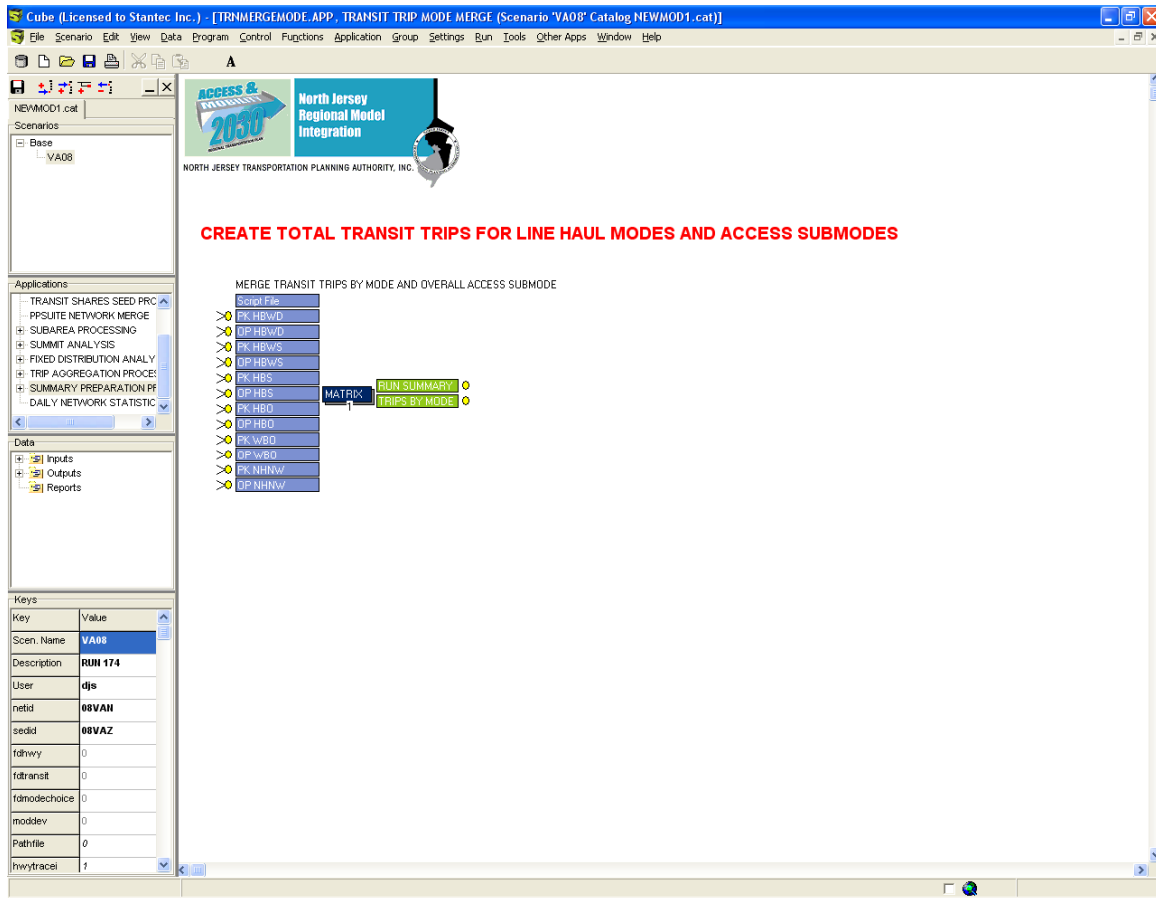 Cube (Licensed to Stantec Inc.) - [TRNMERGEMODE.APP, TRANSIT TRIP MODE MERGE (Scenario 'VA08' Catalog NEWMOD1.cat)]
File Scenario Edit View Data Program Control Functions Application Group Settings Run Tools Other Apps Window Help
A
NEWMOD1.cat
Scenarios
Base
VA08
ACCESS &
MOBILITY
2030
North Jersey
Regional Model
Integration
NORTH JERSEY TRANSPORTATION PLANNING AUTHORITY, INC.
CREATE TOTAL TRANSIT TRIPS FOR LINE HAUL MODES AND ACCESS SUBMODES
Applications
TRANSIT SHARES SEED PRC
PPSUITE NETWORK MERGE
SUBAREA PROCESSING
SUMMIT ANALYSIS
FIXED DISTRIBUTION ANALY
TRIP AGGREGATION PROCES
SUMMARY PREPARATION PF
DAILY NETWORK STATISTIC
MERGE TRANSIT TRIPS BY MODE AND OVERALL ACCESS SUBMODE
Script File
PK HBWD
OP HBWD
PK HBWS
OP HBWS
PK HBS
OP HBS
PK HBO
OP HBO
PK WBO
OP WBO
PK NHNW
OP NHNW
MATRIX
1
RUN SUMMARY
TRIPS BY MODE
Data
Inputs
Outputs
Reports
Keys
Key Value
Scen. Name VA08
Description RUN 174
User djs
netid 08VAN
sedid 08VAZ
fdhwy 0
fdtransit 0
fdmodechoice 0
moddev 0
Pathfile 0
hwytracei 1